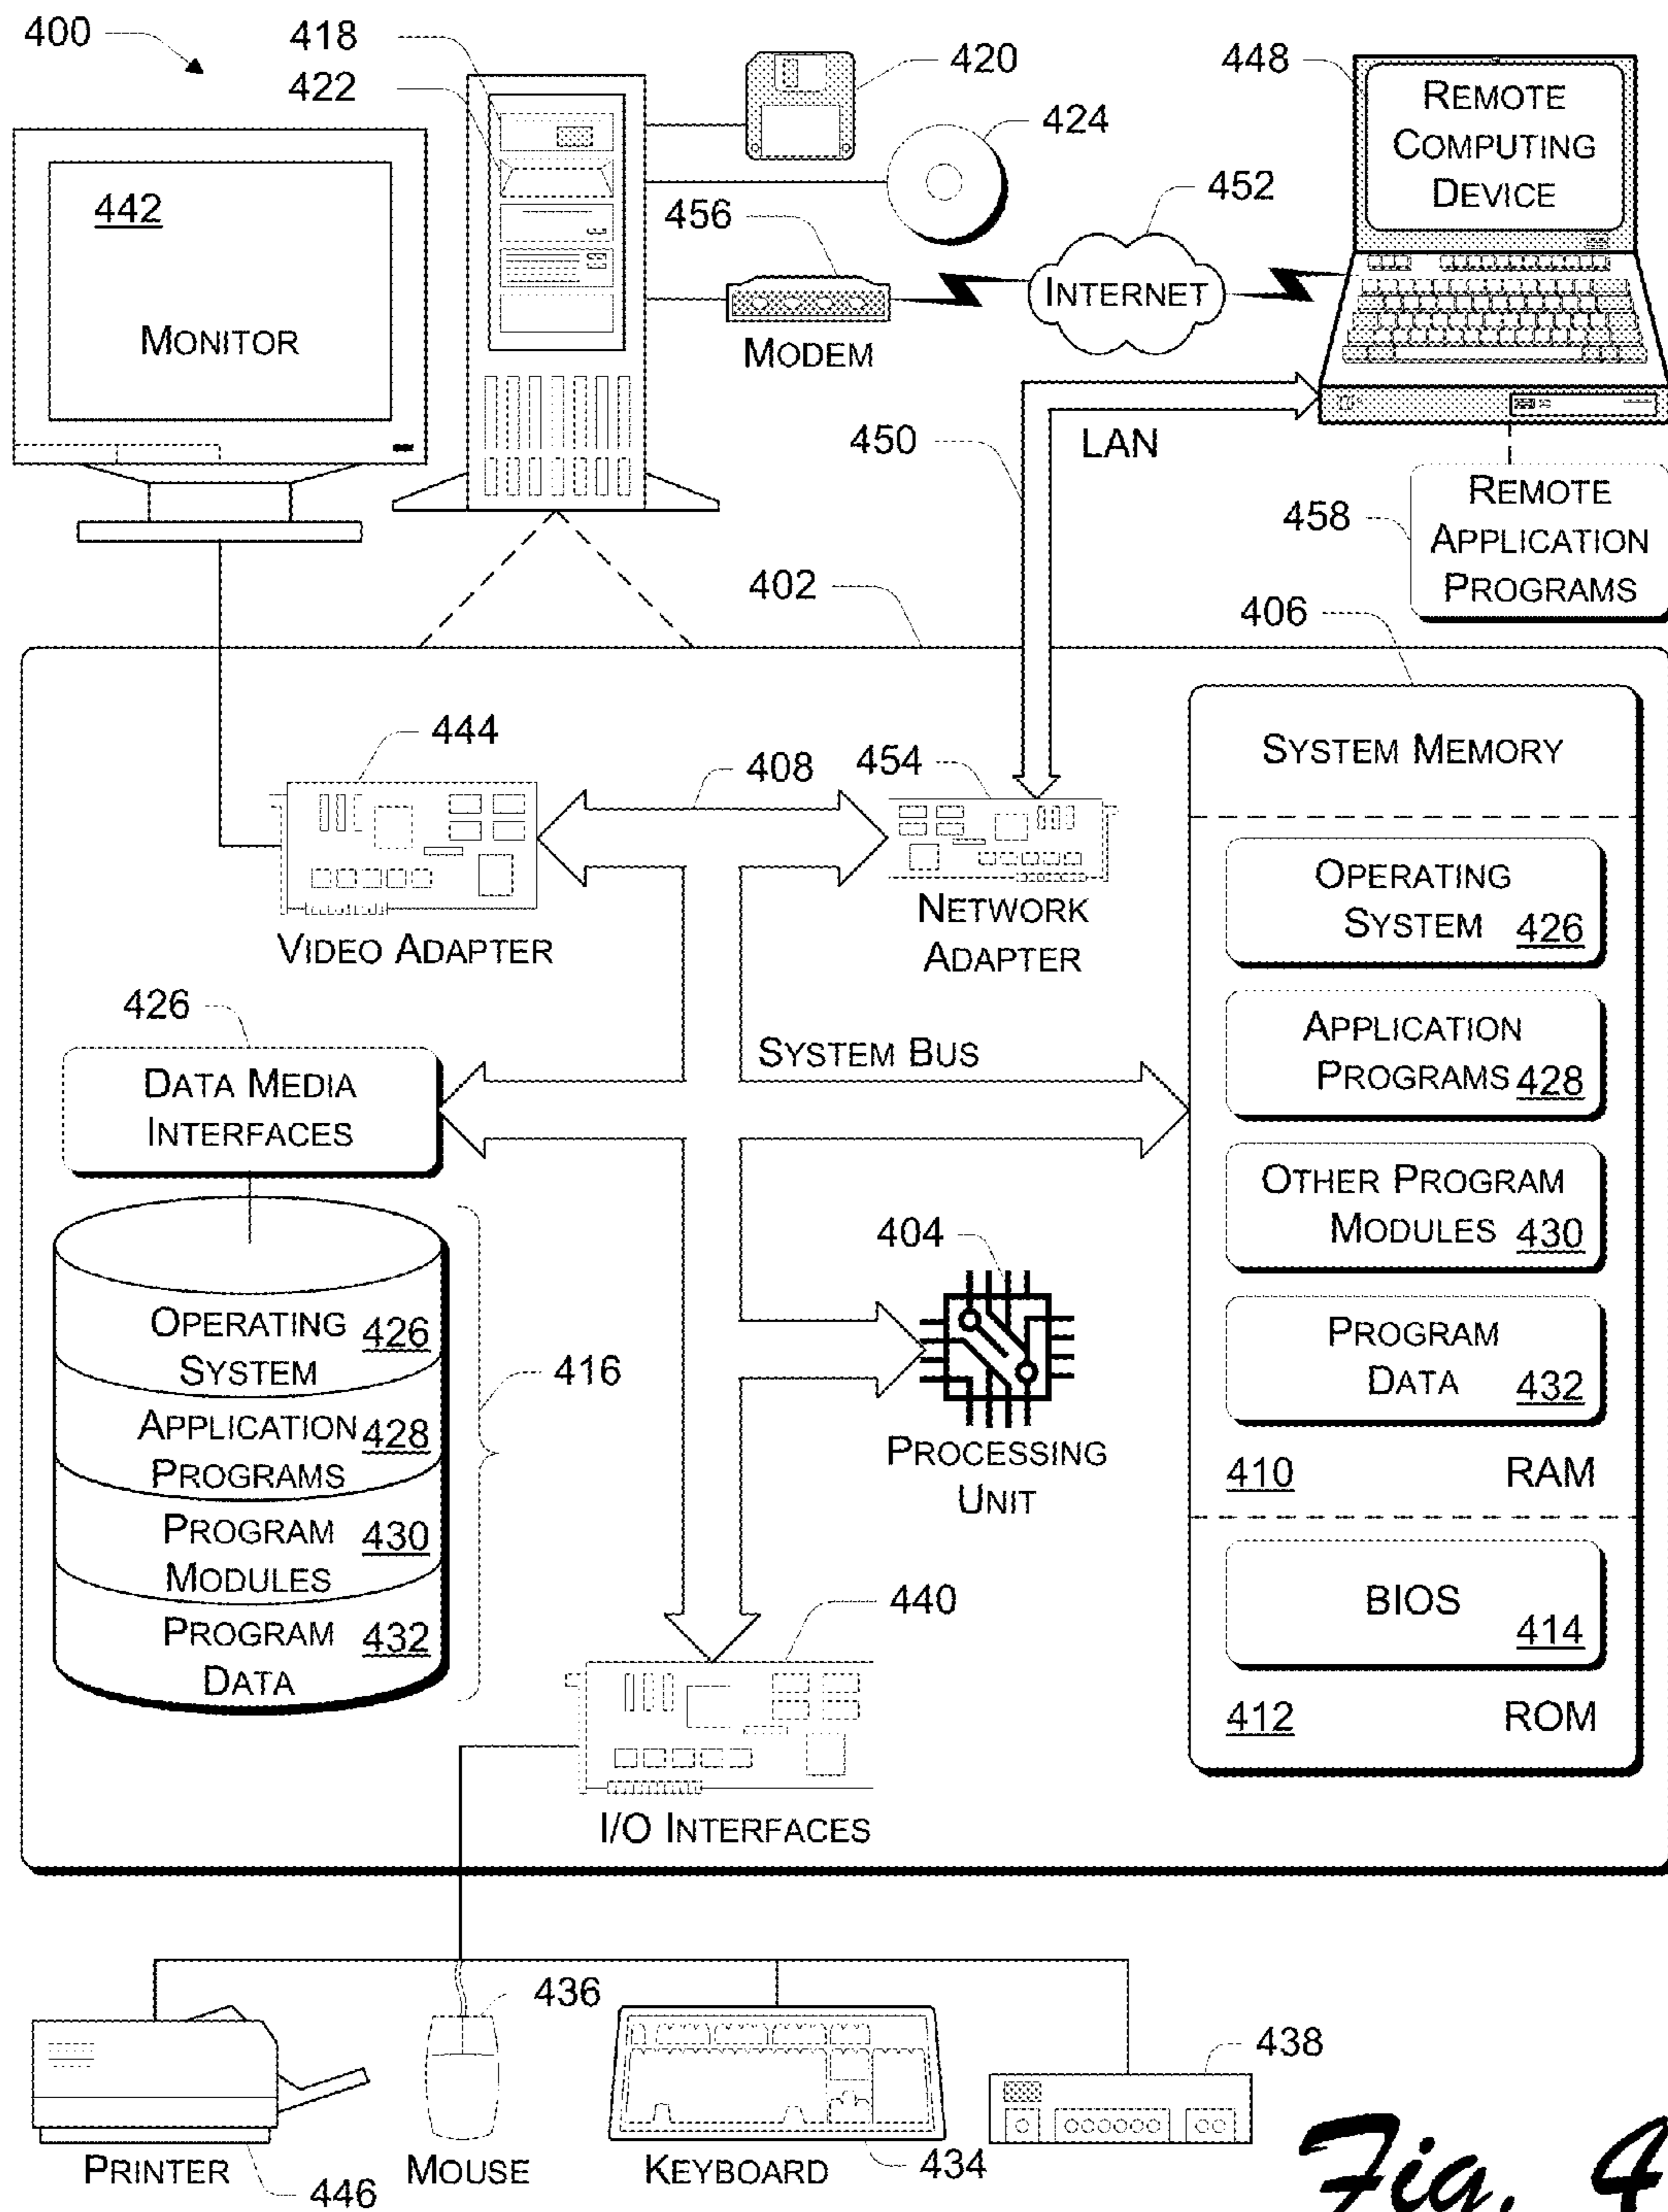 400
418
422
420
424
448
REMOTE
COMPUTING
DEVICE
442
MONITOR
456
MODEM
452
INTERNET
450
LAN
458
REMOTE
APPLICATION
PROGRAMS
402
406
444
VIDEO ADAPTER
408
454
NETWORK
ADAPTER
SYSTEM MEMORY
OPERATING
SYSTEM 426
APPLICATION
PROGRAMS 428
OTHER PROGRAM
MODULES 430
PROGRAM
DATA 432
410 RAM
BIOS
414
412 ROM
426
DATA MEDIA
INTERFACES
SYSTEM BUS
OPERATING 426
SYSTEM
APPLICATION 428
PROGRAMS
PROGRAM 430
MODULES
PROGRAM 432
DATA
416
404
PROCESSING
UNIT
440
I/O INTERFACES
PRINTER
446
436
MOUSE
KEYBOARD
434
438
Fig. 4